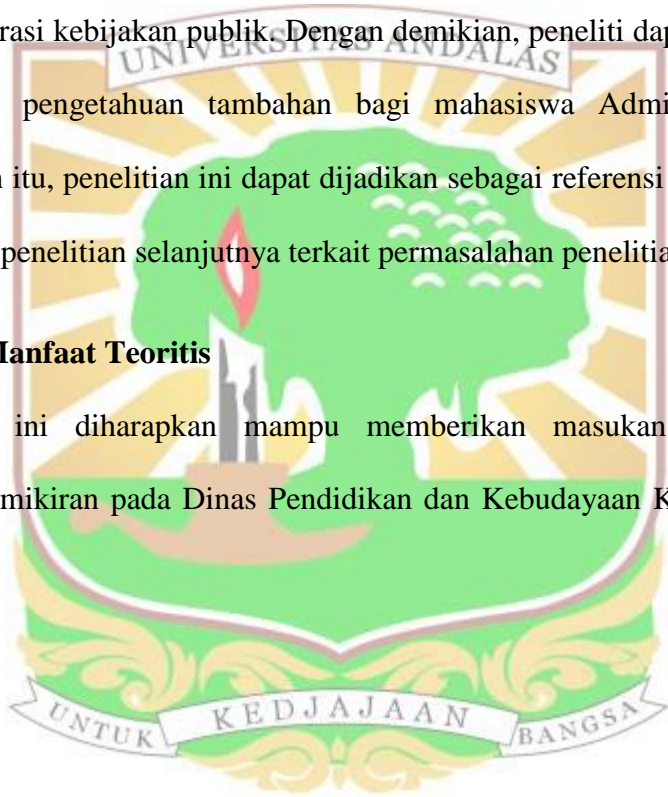 rasi kebijakan publik. Dengan demikian, peneliti dap
UNIVERSITAS ANDALAS
pengetahuan tambahan bagi mahasiswa Admi
n itu, penelitian ini dapat dijadikan sebagai referensi
penelitian selanjutnya terkait permasalahan penelitia
Manfaat Teoritis
ini diharapkan mampu memberikan masukan
mikiran pada Dinas Pendidikan dan Kebudayaan K
UNTUK KEDJAJAAN BANGSA